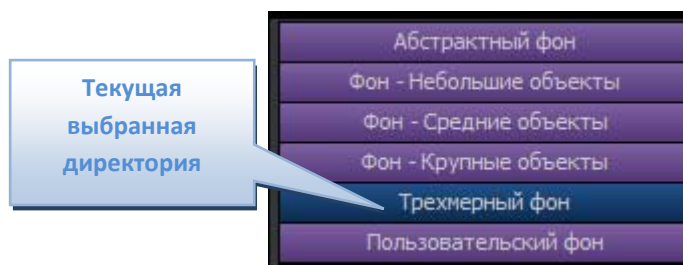 Текущая
выбранная
директория
Абстрактный фон
Фон - Небольшие объекты
Фон - Средние объекты
Фон - Крупные объекты
Трехмерный фон
Пользовательский фон